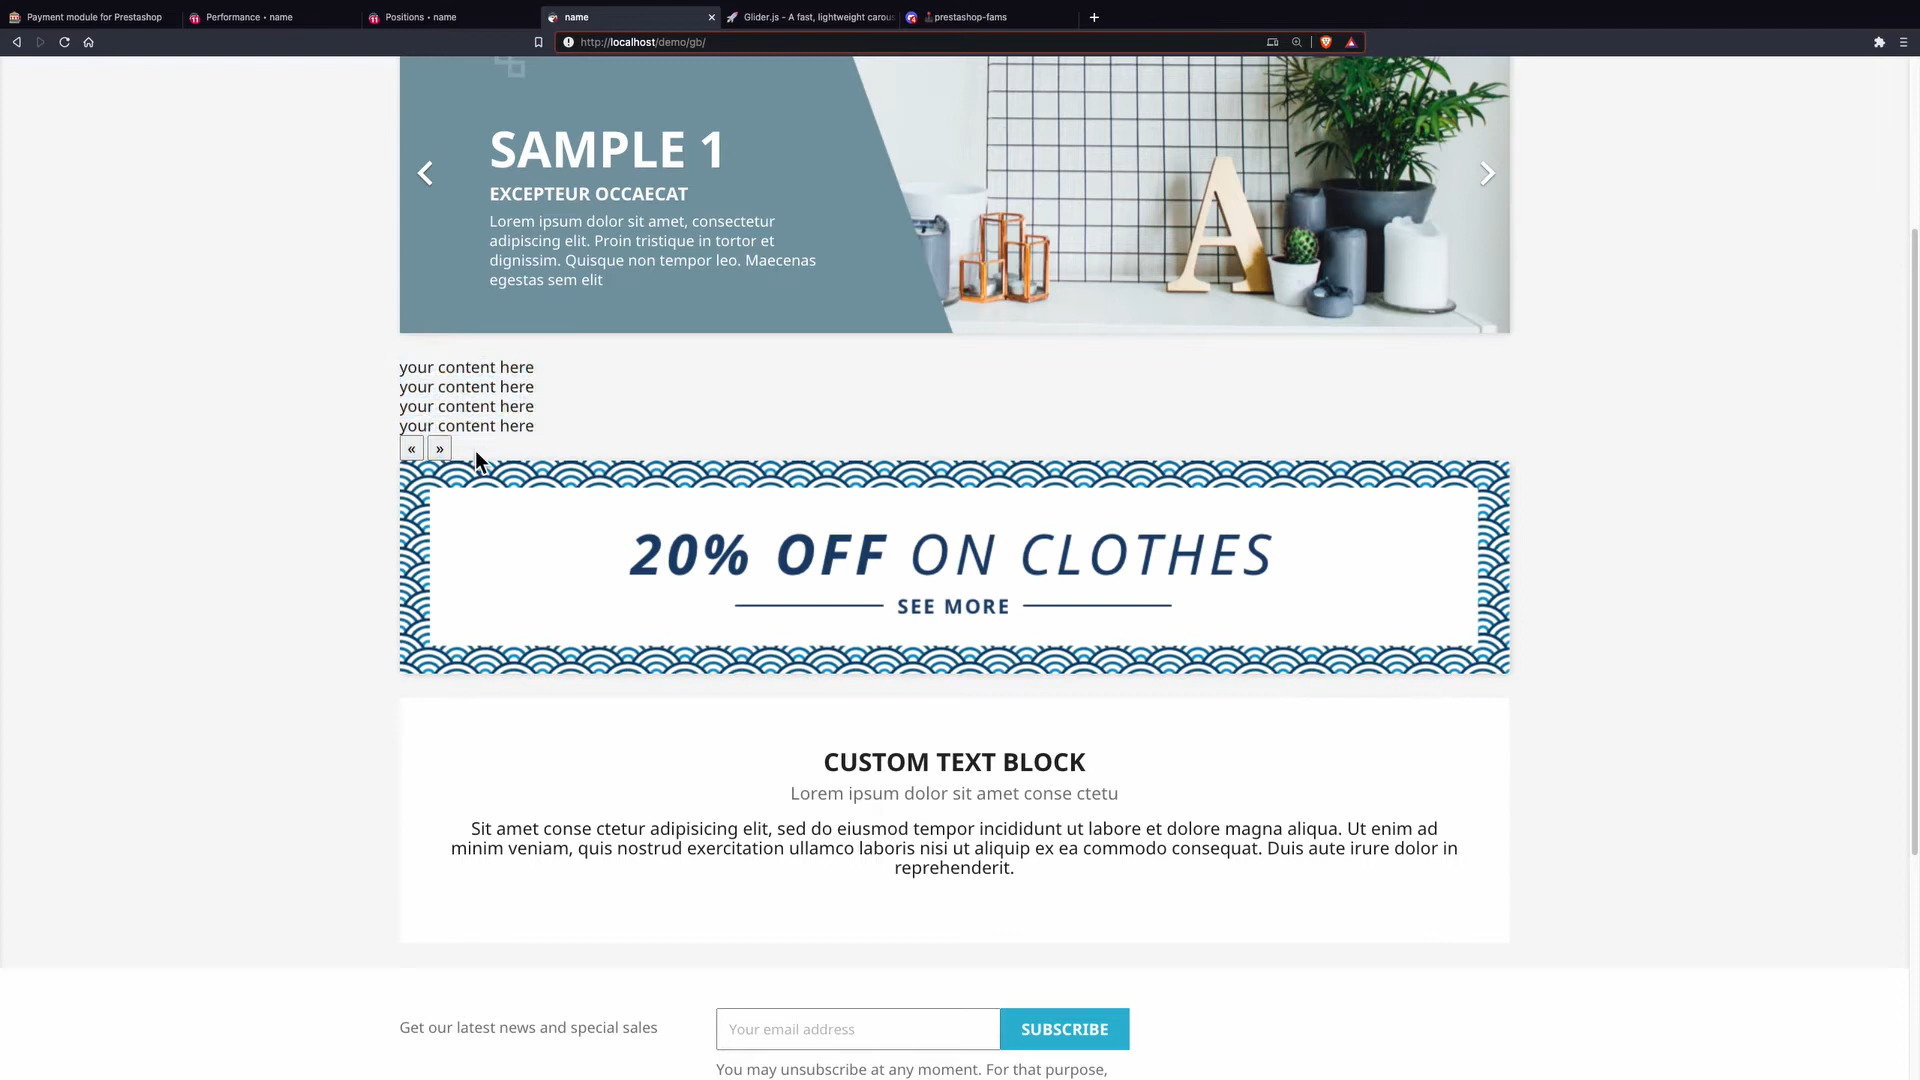 Payment module for Prestashop
Performance • name
Positions • name
name
Glider.js - A fast, lightweight carous
prestashop-fams
http://localhost/demo/gb/
SAMPLE 1
EXCEPTEUR OCCAECAT
Lorem ipsum dolor sit amet, consectetur
adipiscing elit. Proin tristique in tortor et
dignissim. Quisque non tempor leo. Maecenas
egestas sem elit
A
your content here
your content here
your content here
your content here
« »
20% OFF ON CLOTHES
SEE MORE
CUSTOM TEXT BLOCK
Lorem ipsum dolor sit amet conse ctetu
Sit amet conse ctetur adipisicing elit, sed do eiusmod tempor incididunt ut labore et dolore magna aliqua. Ut enim ad
minim veniam, quis nostrud exercitation ullamco laboris nisi ut aliquip ex ea commodo consequat. Duis aute irure dolor in
reprehenderit.
Get our latest news and special sales
Your email address
SUBSCRIBE
You may unsubscribe at any moment. For that purpose,